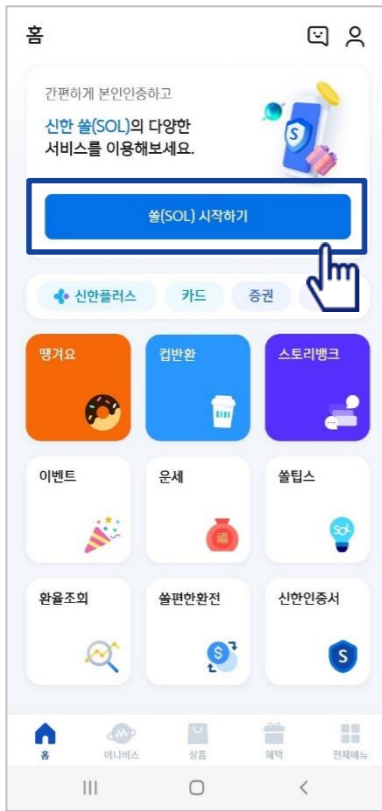 홈
간편하게 본인인증하고
신한 쏠(SOL)의 다양한
서비스를 이용해보세요.
S
쏠(SOL) 시작하기
신한플러스 카드 증권
땡겨요 컵반환 스토리뱅크
이벤트 운세 쏠팁스
SOL
환율조회 쏠편한환전 신한인증서
$ S
홈 머니버스 상품 혜택 전체메뉴